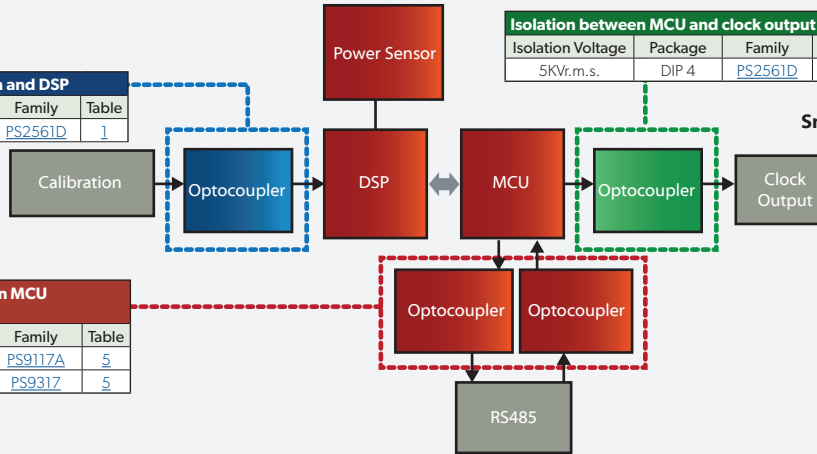 Isolation between MCU and clock output
Isolation Voltage Package Family
5KVr.m.s. DIP 4 PS2561D
Power Sensor
and DSP
Family Table
PS2561D 1
Calibration
Optocoupler
DSP
MCU
Optocoupler
Clock
Output
MCU
Family Table
PS9117A 5
PS9317 5
Optocoupler
Optocoupler
RS485